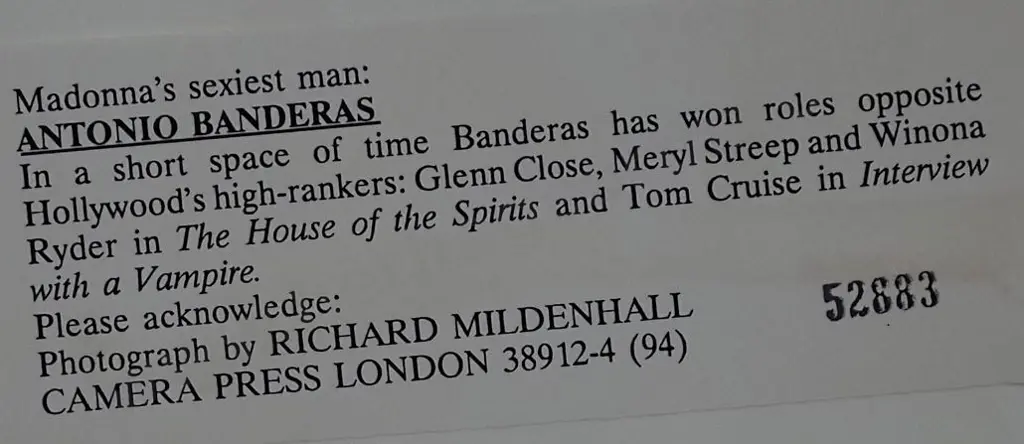 Madonna's sexiest man:
ANTONIO BANDERAS
In a short space of time Banderas has won roles opposite
Hollywood's high-rankers: Glenn Close, Meryl Streep and Winona
Ryder in The House of the Spirits and Tom Cruise in Interview
with a Vampire.
Please acknowledge:
Photograph by RICHARD MILDENHALL
CAMERA PRESS LONDON 38912-4 (94)
52883